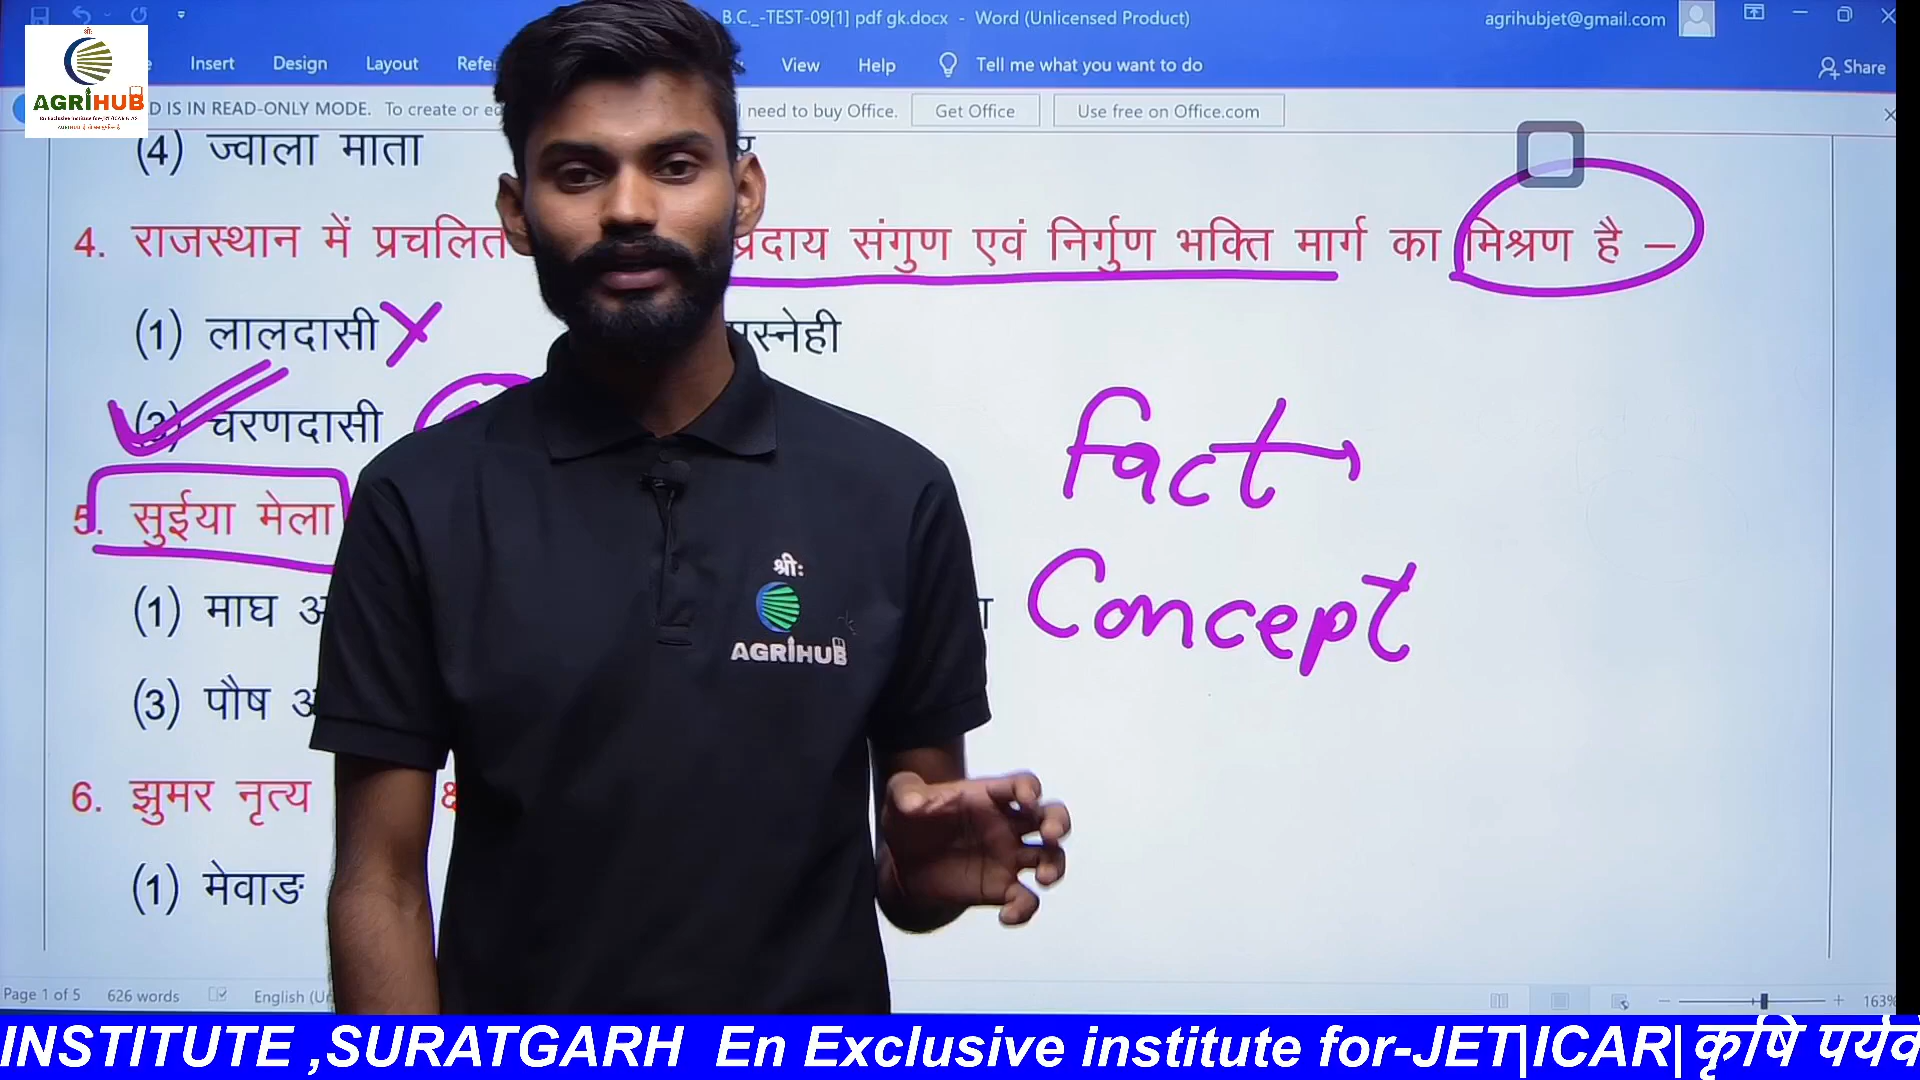 B.C._-TEST-09[1] pdf gk.docx - Word (Unlicensed Product)
agrihubjet@gmail.com
Insert Design Layout View Help Tell me what you want to do Share
D IS IN READ-ONLY MODE. To create or need to buy Office. Get Office Use free on Office.com
श्रीः
AGRIHUB
(4) ज्वाला माता
4. राजस्थान में प्रचलित संगुण एवं निर्गुण भक्ति मार्ग का मिश्रण है –
(1) लालदासी
(3) चरणदासी
Fact
5. सुईया मेला
Concept
(1) माघ
(3) पौष
श्रीः
AGRIHUB
6. झुमर नृत्य
(1) मेवाङ
Page 1 of 5 626 words English 163%
INSTITUTE ,SURATGARH En Exclusive institute for-JET|ICAR|कृषि